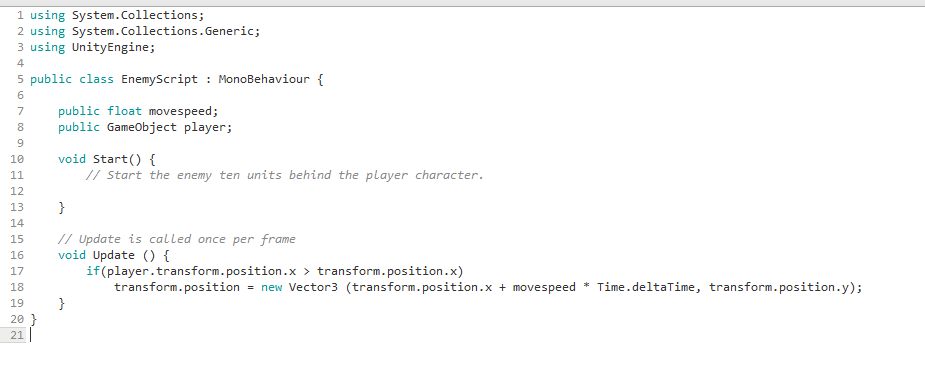 1 using System.Collections;
2 using System.Collections.Generic;
3 using UnityEngine;
4
5 public class EnemyScript : MonoBehaviour {
6
7     public float movespeed;
8     public GameObject player;
9
10     void Start() {
11         // Start the enemy ten units behind the player character.
12
13     }
14
15     // Update is called once per frame
16     void Update () {
17         if(player.transform.position.x > transform.position.x)
18             transform.position = new Vector3 (transform.position.x + movespeed * Time.deltaTime, transform.position.y);
19     }
20 }
21